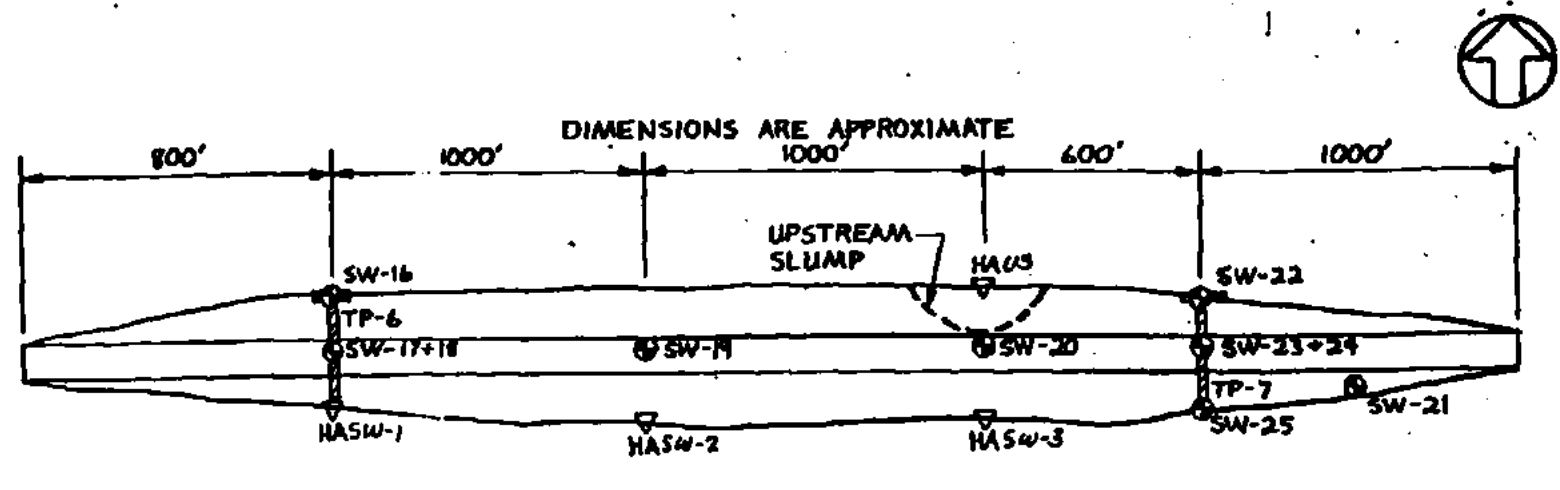 DIMENSIONS ARE APPROXIMATE
800' 1000' 1000' 600' 1000'
UPSTREAM
SLUMP
HAUS
SW-16
SW-22
TP-6
SW-17+18
SW-19
SW-20
SW-23+24
TP-7
SW-21
HASW-1
HASW-2
HASW-3
SW-25